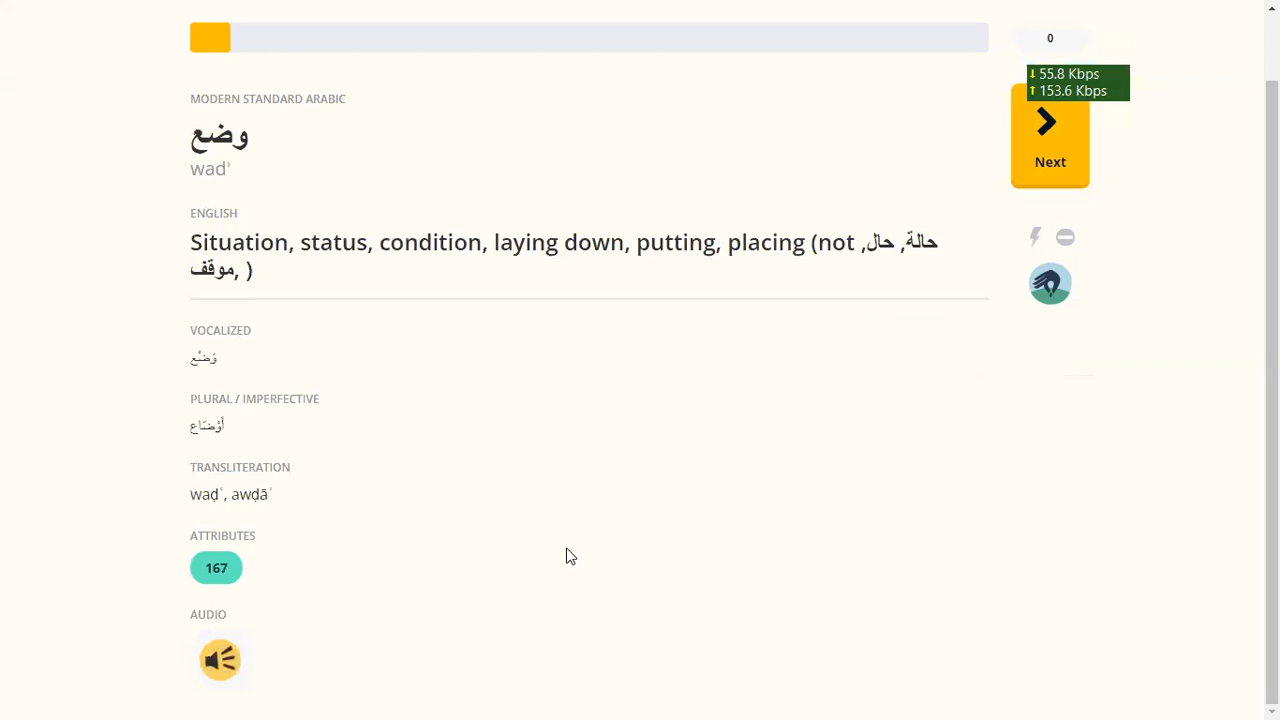 0
↓ 55.8 Kbps
↑ 153.6 Kbps
MODERN STANDARD ARABIC
وضع
wadˤ
Next
ENGLISH
Situation, status, condition, laying down, putting, placing (not حالة, حال,
موقف, )
VOCALIZED
وَضْع
PLURAL / IMPERFECTIVE
أَوْضَاع
TRANSLITERATION
waḍʿ, awḍāʿ
ATTRIBUTES
167
AUDIO